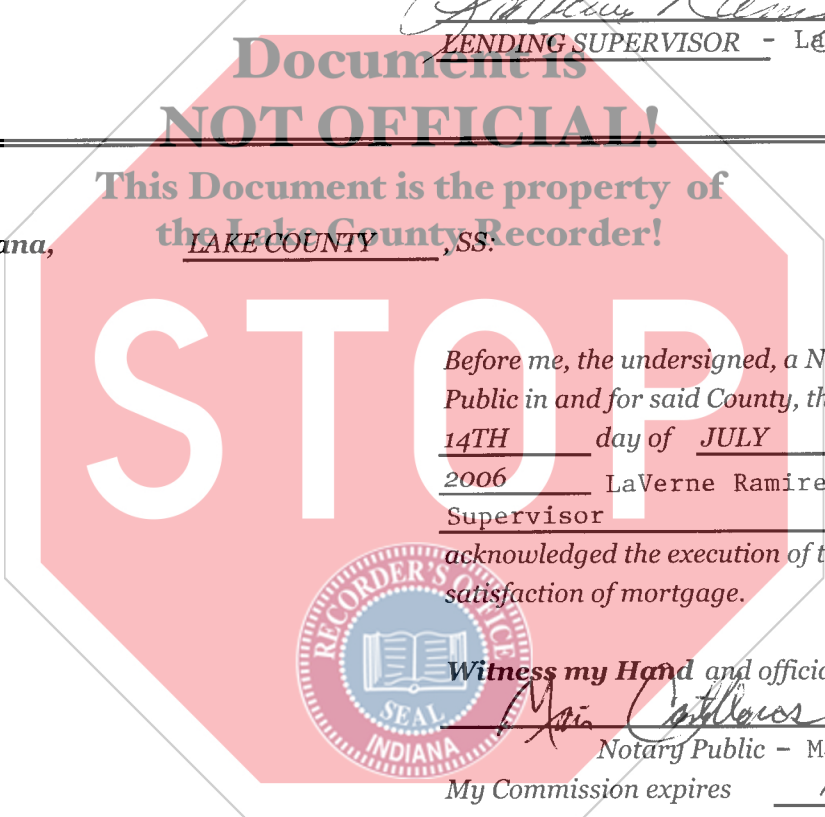 LENDING SUPERVISOR -
Document is
NOT OFFICIAL!
This Document is the property of
the Lake County Recorder!
ana, LAKE COUNTY , SS:
STOP
Before me, the undersigned, a N
Public in and for said County, th
14TH day of JULY
2006 LaVerne Ramire
Supervisor
acknowledged the execution of t
satisfaction of mortgage.
RECORDER'S OFFICE
SEAL
INDIANA
Witness my Hand and officia
Notary Public - M
My Commission expires